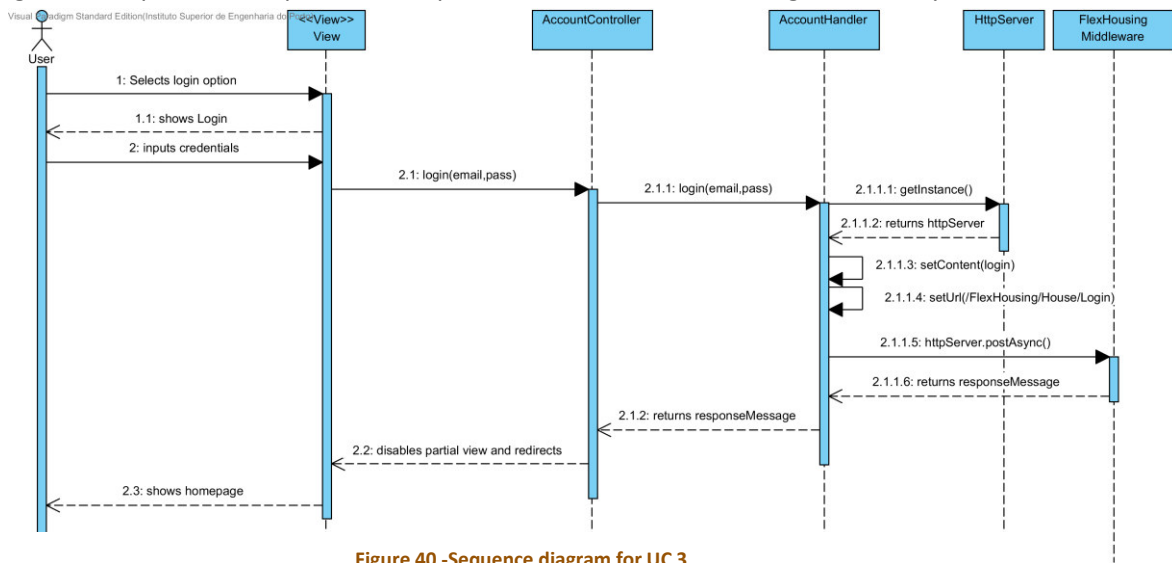 Visual Paradigm Standard Edition(Instituto Superior de Engenharia do Porto)
User
<<View>>
View
AccountController
AccountHandler
HttpServer
FlexHousing
Middleware
1: Selects login option
1.1: shows Login
2: inputs credentials
2.1: login(email,pass)
2.1.1: login(email,pass)
2.1.1.1: getInstance()
2.1.1.2: returns httpServer
2.1.1.3: setContent(login)
2.1.1.4: setUrl(/FlexHousing/House/Login)
2.1.1.5: httpServer.postAsync()
2.1.1.6: returns responseMessage
2.1.2: returns responseMessage
2.2: disables partial view and redirects
2.3: shows homepage
Figure 40 -Sequence diagram for UC 3